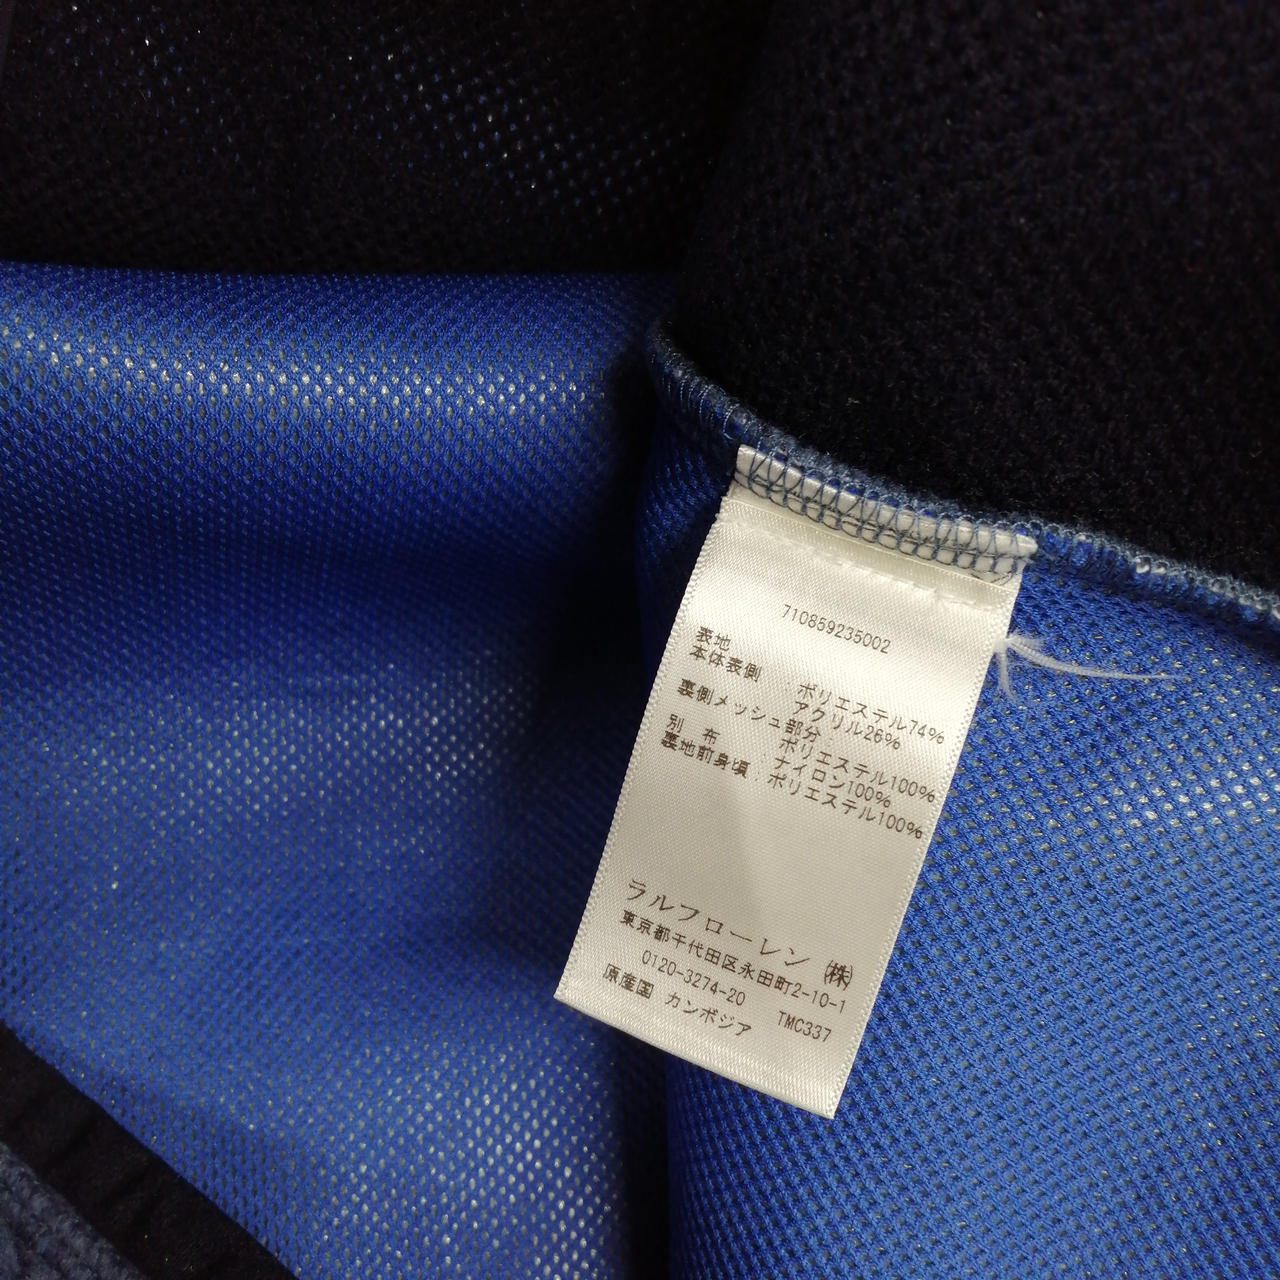 710859235002
表地
本体表側 : ポリエステル74%
アクリル26%
裏側メッシュ部分
: ポリエステル100%
別 布 : ナイロン100%
裏地前身頃 : ポリエステル100%
ラルフローレン ㈱
東京都千代田区永田町2-10-1
0120-3274-20 TMC337
原産国 カンボジア